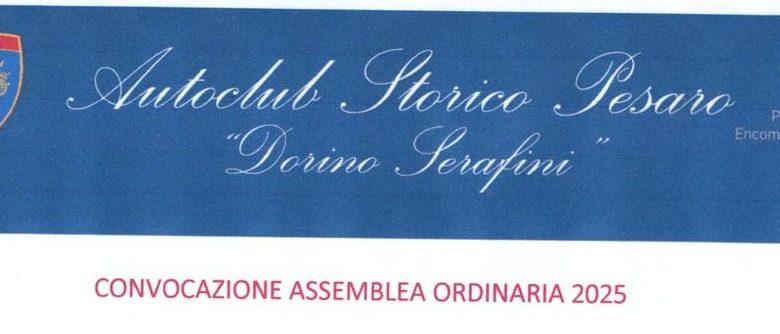 Autoclub Storico Pesaro
"Dorino Serafini"
CONVOCAZIONE ASSEMBLEA ORDINARIA 2025